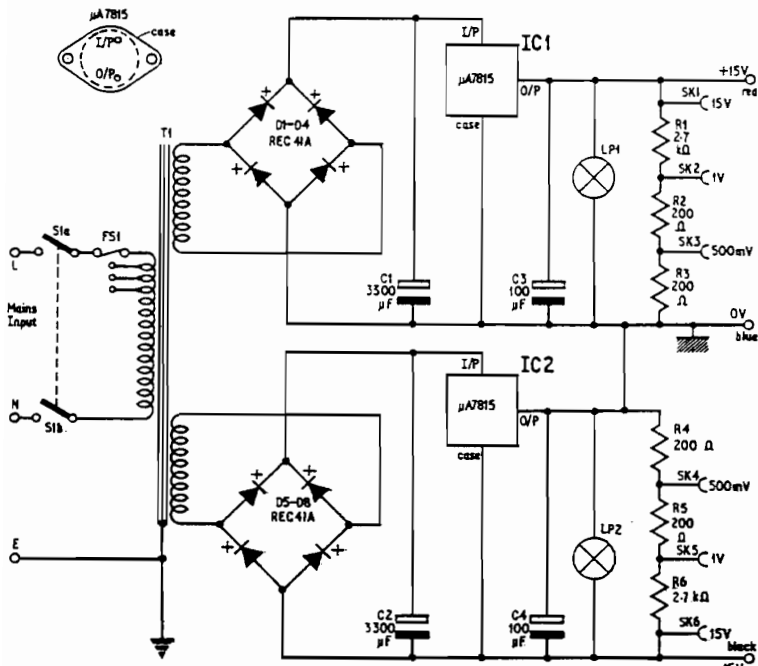 µA7815
case
I/P
O/P
T1
D1-D4
REC 41A
I/P
IC1
µA7815
O/P
case
+15V
red
SK1
15V
R1
2·7
kΩ
LP1
SK2
1V
R2
200
Ω
SK3
500mV
R3
200
Ω
S1a
FS1
L
Mains
Input
N
S1b
E
C1
3300
µF
C3
100
µF
0V
blue
I/P
IC2
µA7815
O/P
case
D5-D8
REC 41A
R4
200 Ω
SK4
500mV
R5
200
Ω
SK5
1V
LP2
R6
2·7 kΩ
SK6
15V
C2
3300
µF
C4
100
µF
black